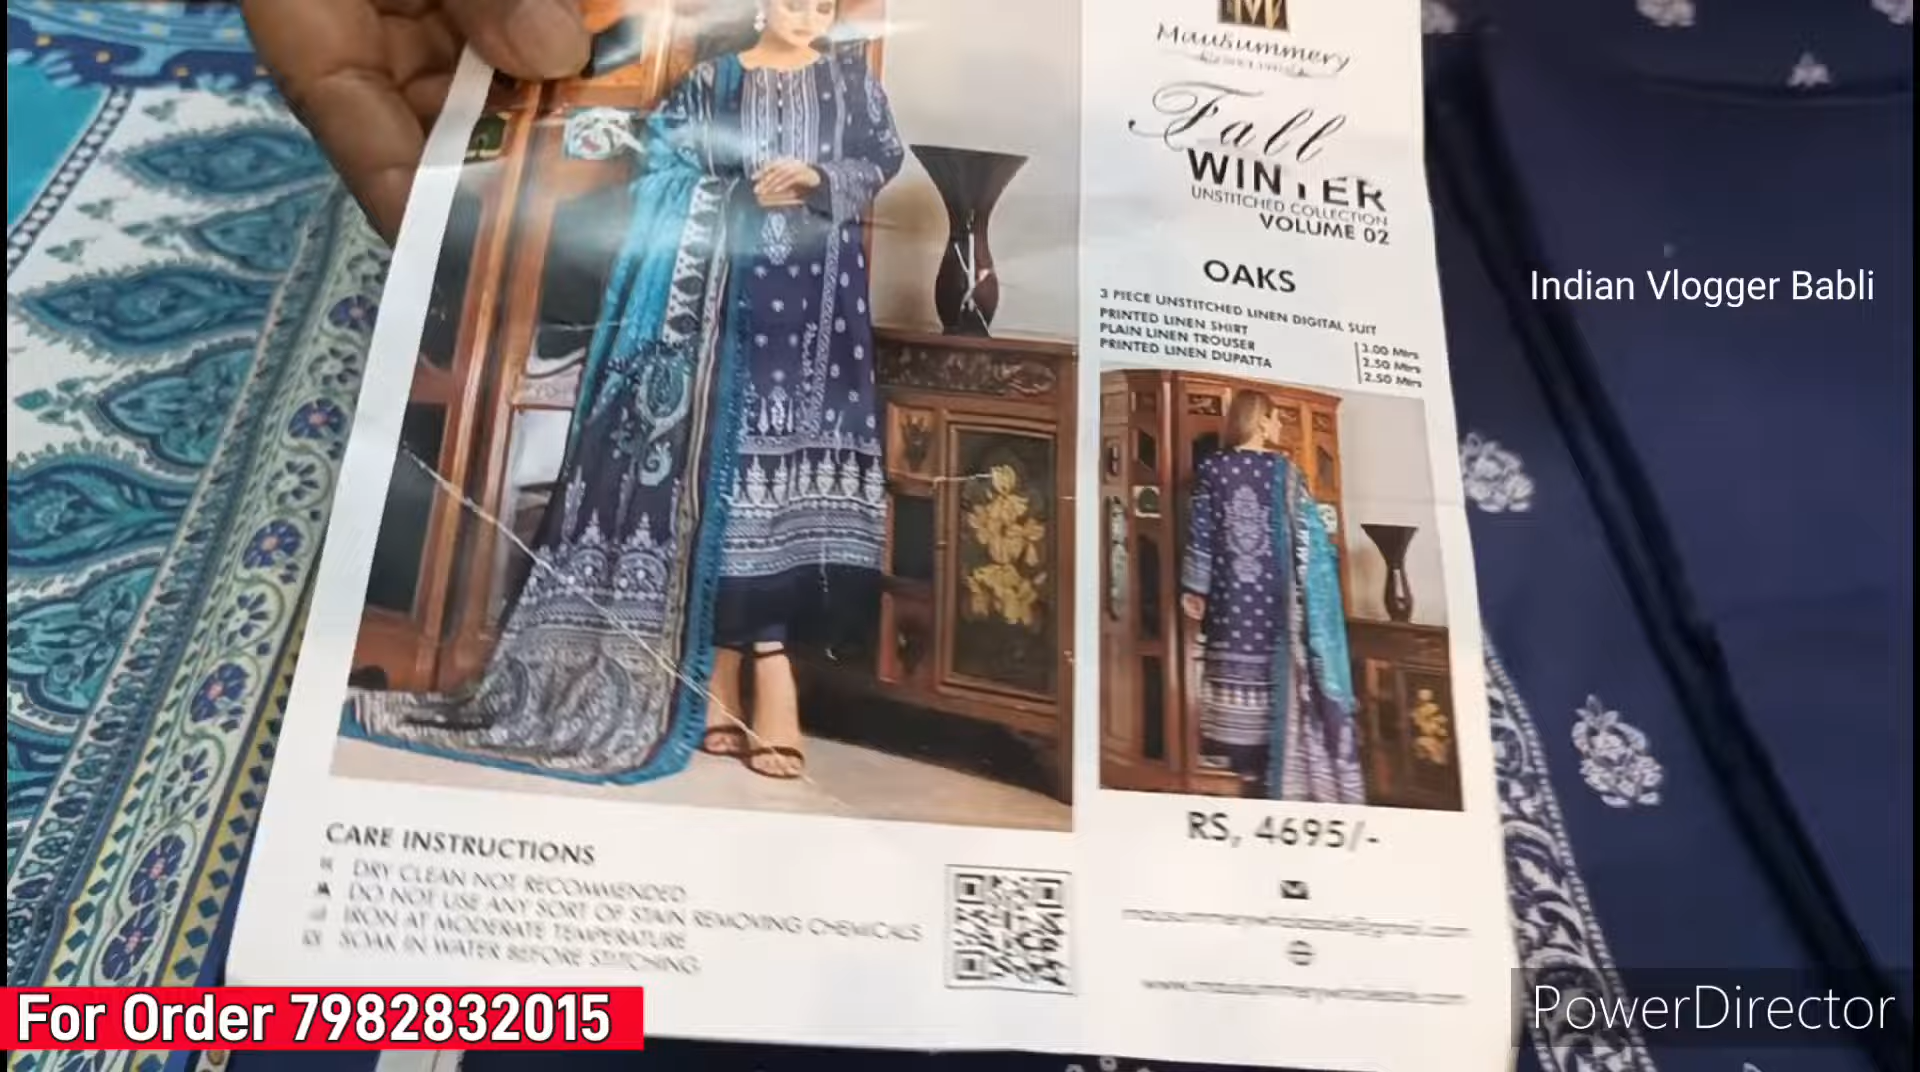 Mausummery
Fall
WINTER
UNSTITCHED COLLECTION
VOLUME 02
OAKS
3 PIECE UNSTITCHED LINEN DIGITAL SUIT
PRINTED LINEN SHIRT 3.00 Mtrs
PLAIN LINEN TROUSER 2.50 Mtrs
PRINTED LINEN DUPATTA 2.50 Mtrs
Indian Vlogger Babli
RS, 4695/-
CARE INSTRUCTIONS
DRY CLEAN NOT RECOMMENDED
DO NOT USE ANY SORT OF STAIN REMOVING CHEMICALS
IRON AT MODERATE TEMPERATURE
SOAK IN WATER BEFORE STITCHING
For Order 7982832015
PowerDirector